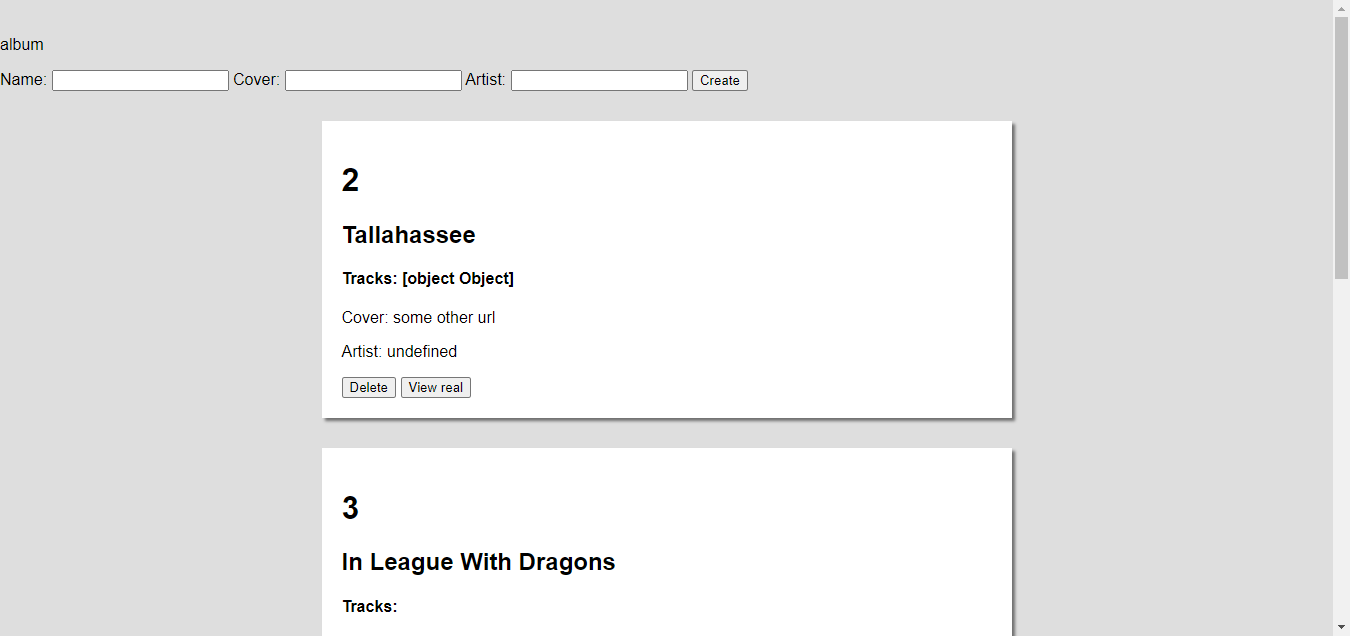 album
Name: Cover: Artist: Create
2
Tallahassee
Tracks: [object Object]
Cover: some other url
Artist: undefined
Delete View real
3
In League With Dragons
Tracks: